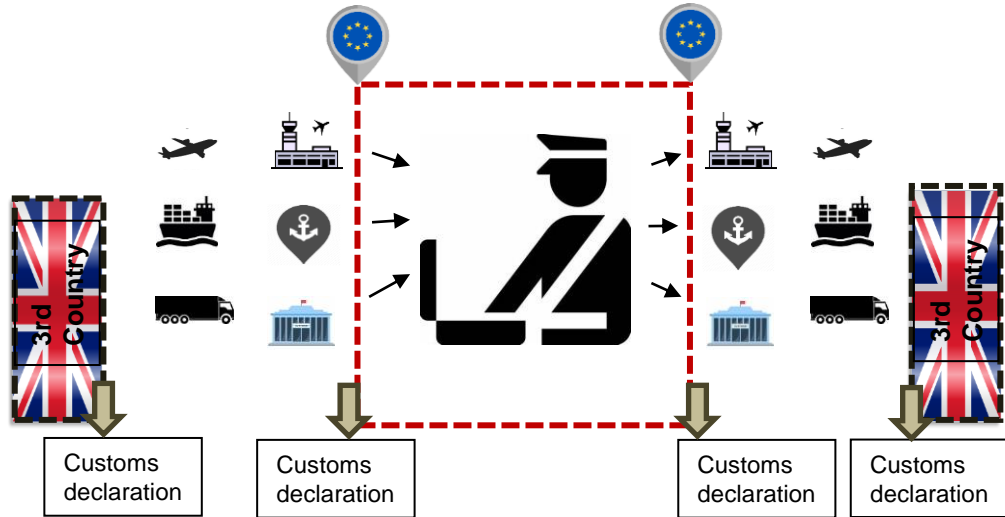 3rd
Country
3rd
Country
Customs
declaration
Customs
declaration
Customs
declaration
Customs
declaration